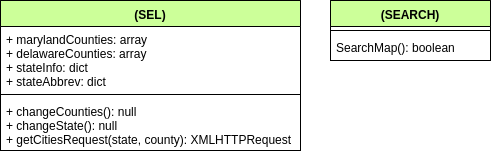 (SEL)
+ marylandCounties: array
+ delawareCounties: array
+ stateInfo: dict
+ stateAbbrev: dict
+ changeCounties(): null
+ changeState(): null
+ getCitiesRequest(state, county): XMLHTTPRequest
(SEARCH)
SearchMap(): boolean